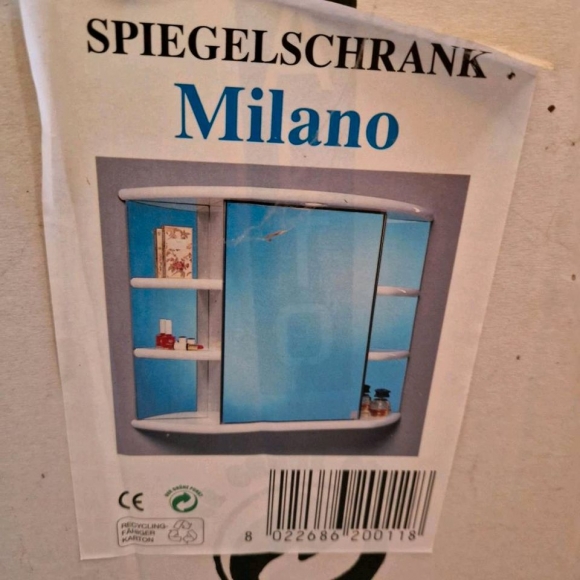 SPIEGELSCHRANK
Milano
CE
RECYCLING-
FÄHIGER
KARTON
8 022686 200118